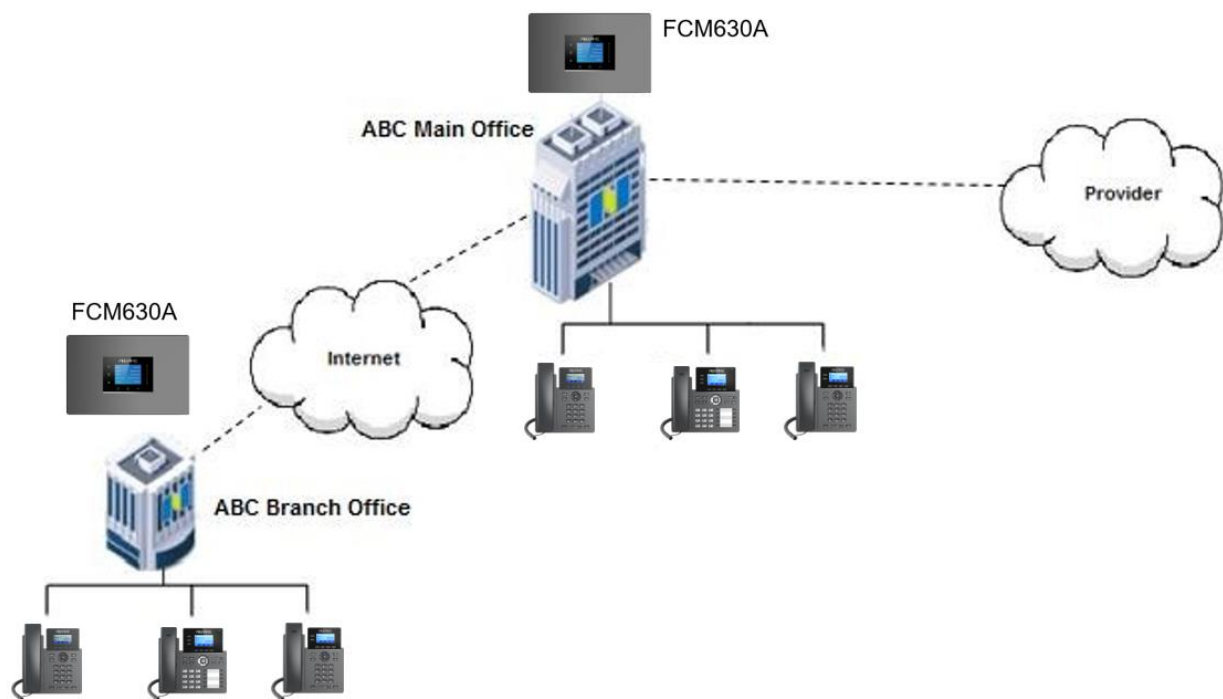 FCM630A
ABC Main Office
Provider
FCM630A
Internet
ABC Branch Office